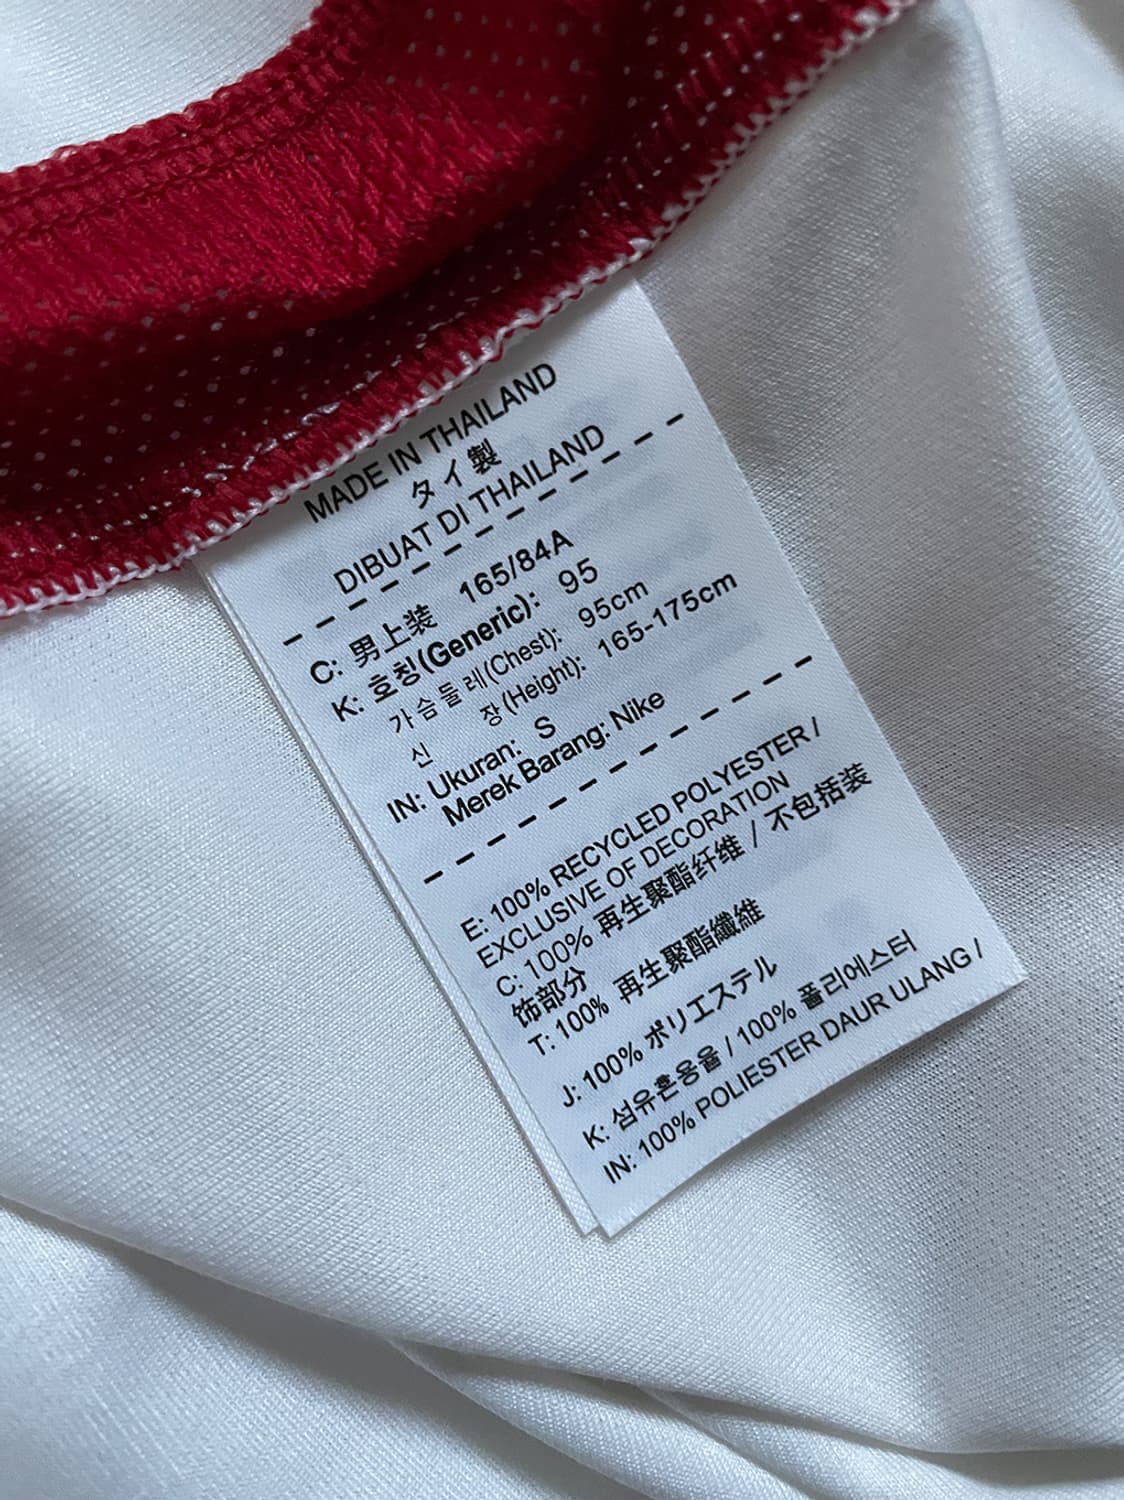 MADE IN THAILAND
タイ製
DIBUAT DI THAILAND
C: 男上装 165/84A
K: 호칭(Generic): 95
가슴둘레(Chest): 95cm
신 장(Height): 165-175cm
IN: Ukuran: S
Merek Barang: Nike
E: 100% RECYCLED POLYESTER /
EXCLUSIVE OF DECORATION
C: 100% 再生聚酯纤维 / 不包括装
饰部分
T: 100% 再生聚酯纖維
J: 100% ポリエステル
K: 섬유혼용율 / 100% 폴리에스터
IN: 100% POLIESTER DAUR ULANG /